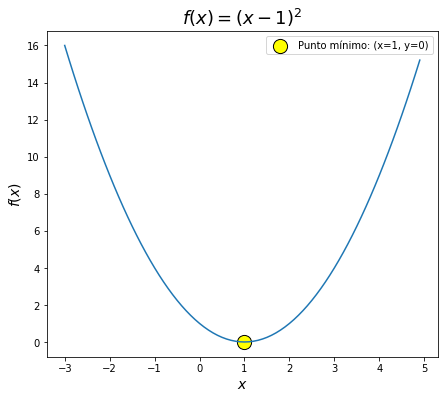 f(x) = (x − 1)²
Punto mínimo: (x=1, y=0)
f(x)
16
14
12
10
8
6
4
2
0
−3 −2 −1 0 1 2 3 4 5
x